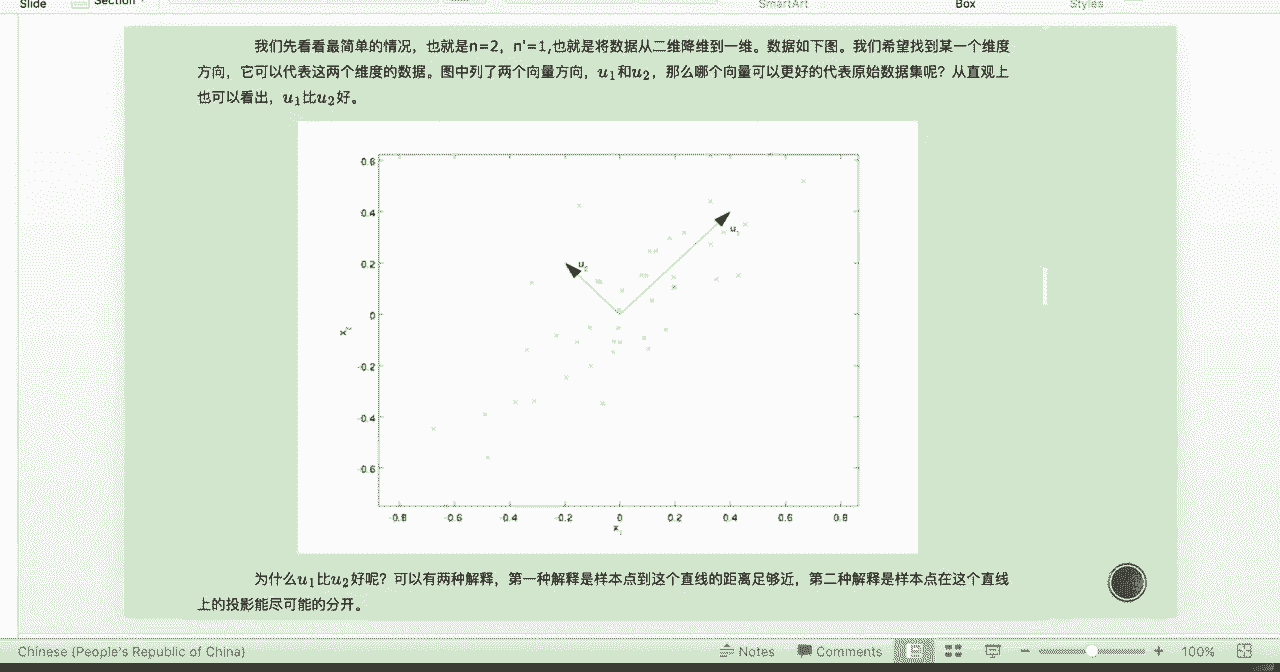 Slide Section SmartArt Box Styles
我们先看看最简单的情况，也就是n=2，n'=1,也就是将数据从二维降维到一维。数据如下图。我们希望找到某一个维度
方向，它可以代表这两个维度的数据。图中列了两个向量方向，u1和u2，那么哪个向量可以更好的代表原始数据集呢？从直观上
也可以看出，u1比u2好。
0.6
0.4
u1
0.2
u2
0
x2
-0.2
-0.4
-0.6
-0.8 -0.6 -0.4 -0.2 0 0.2 0.4 0.6 0.8
x1
为什么u1比u2好呢？可以有两种解释，第一种解释是样本点到这个直线的距离足够近，第二种解释是样本点在这个直线
上的投影能尽可能的分开。
Chinese (People's Republic of China) Notes Comments 100%